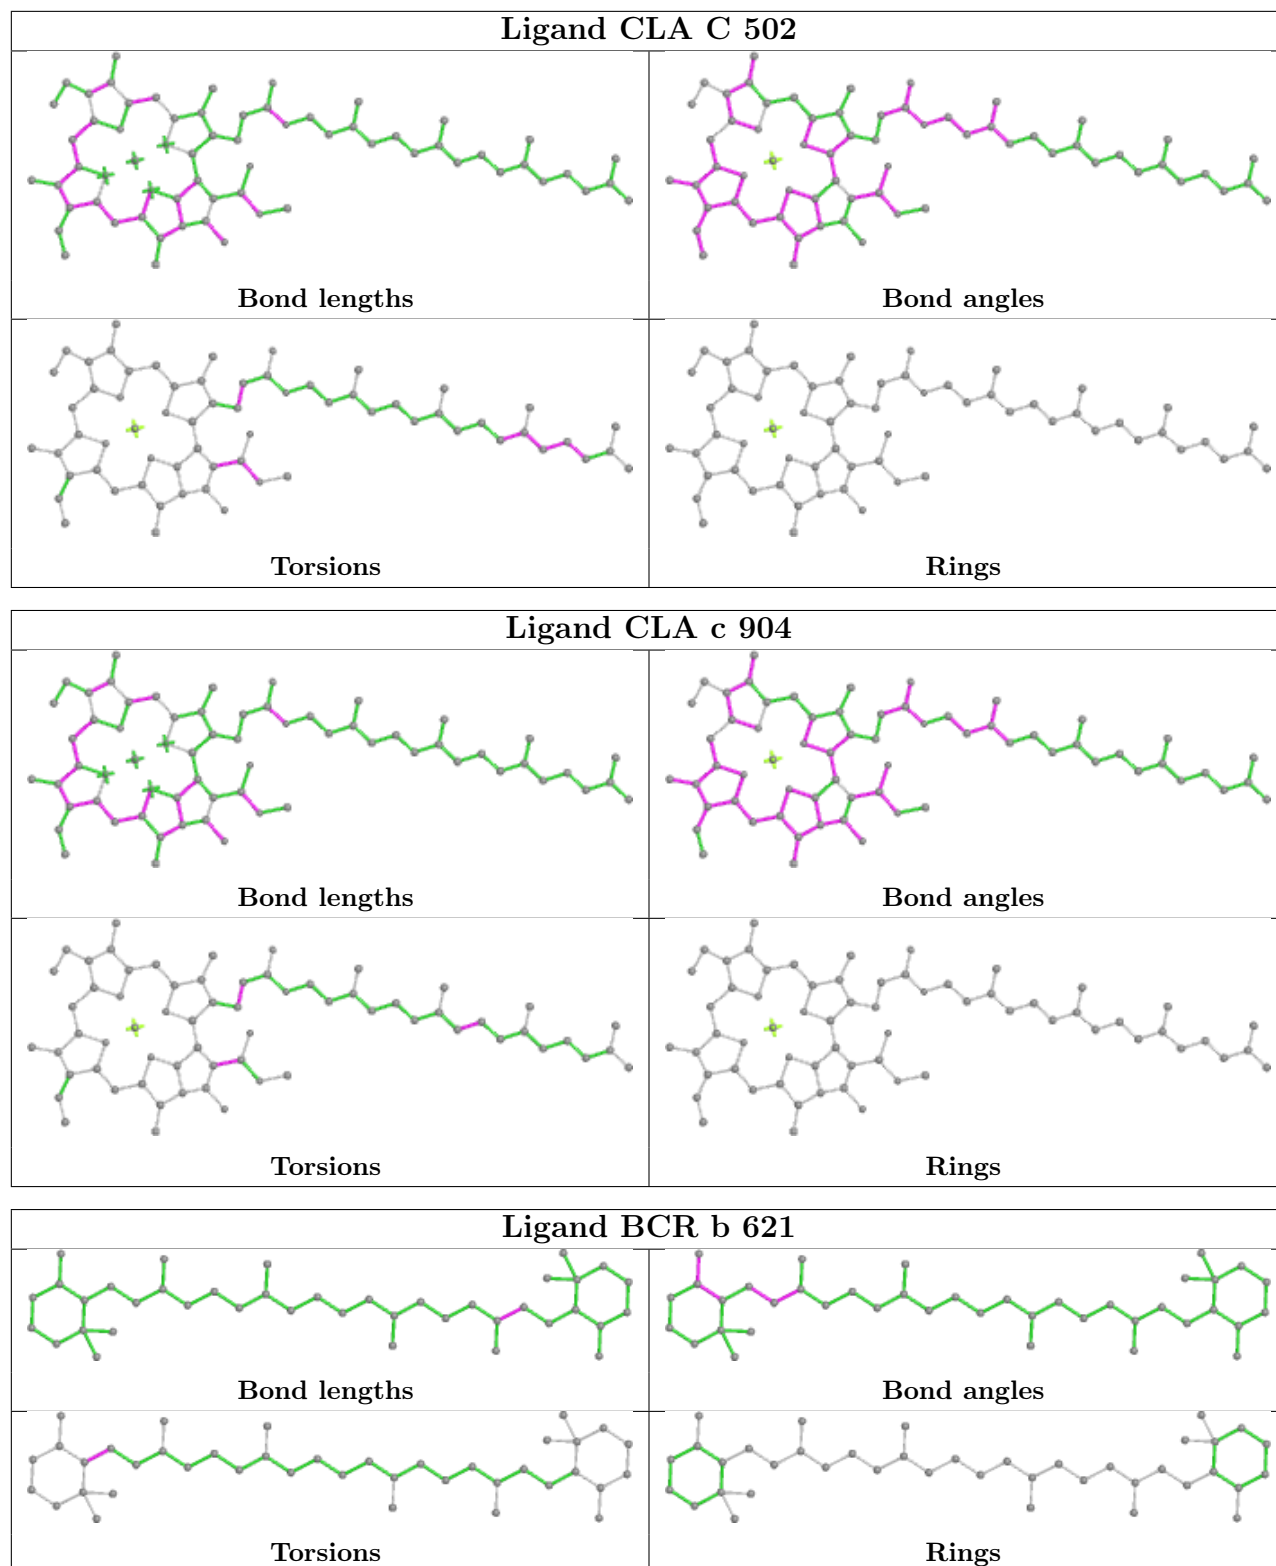 Ligand CLA C 502
Bond lengths
Bond angles
Torsions
Rings
Ligand CLA c 904
Bond lengths
Bond angles
Torsions
Rings
Ligand BCR b 621
Bond lengths
Bond angles
Torsions
Rings